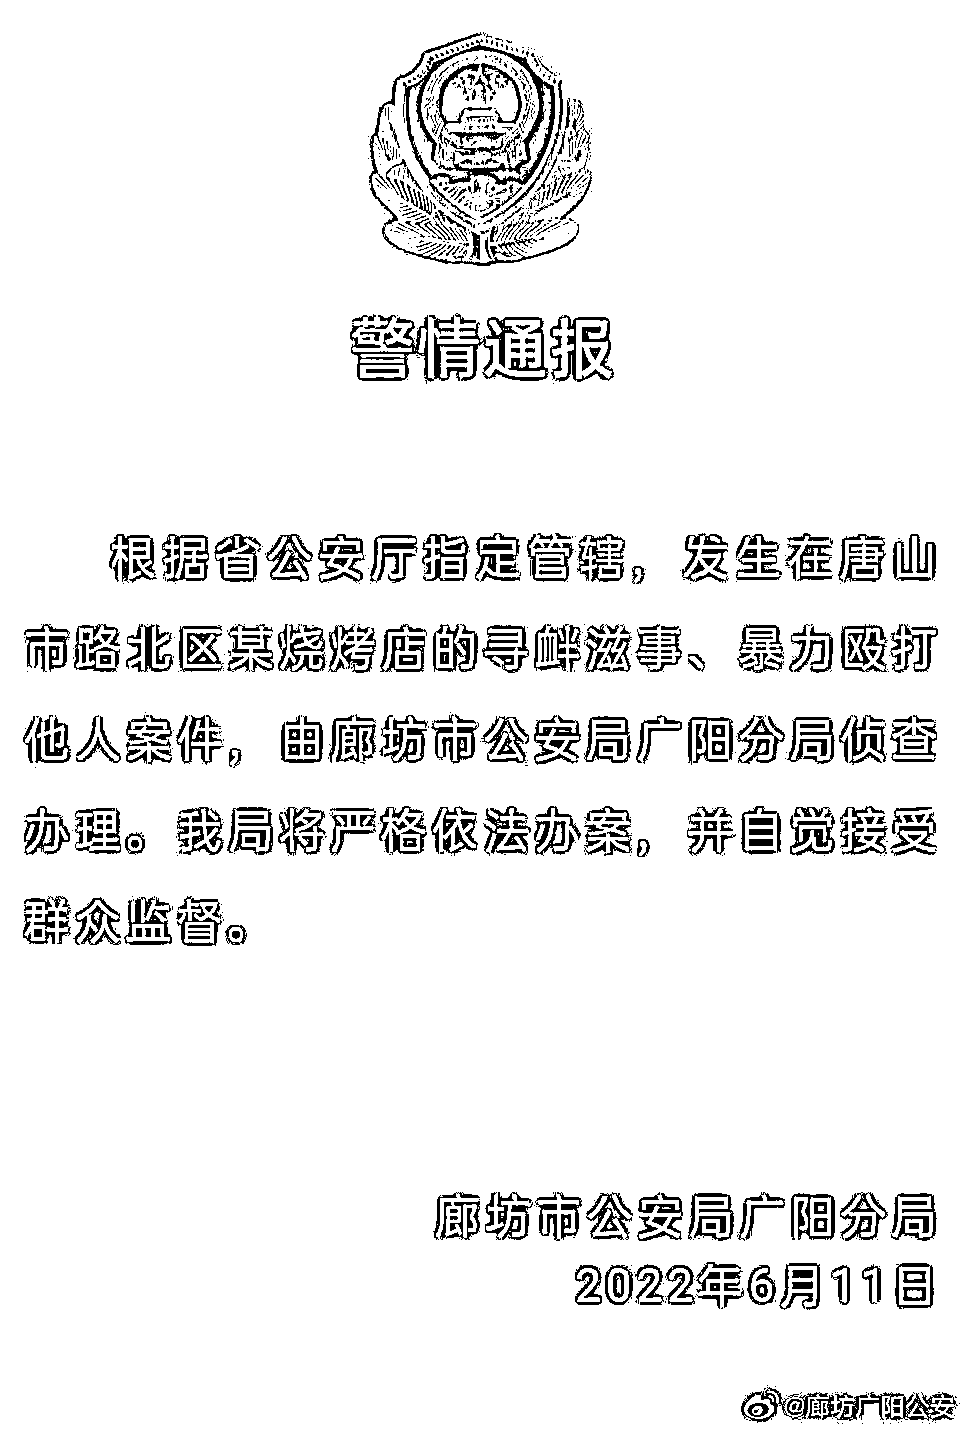 警情通报
根据省公安厅指定管辖，发生在唐山
市路北区某烧烤店的寻衅滋事、暴力殴打
他人案件，由廊坊市公安局广阳分局侦查
办理。我局将严格依法办案，并自觉接受
群众监督。
廊坊市公安局广阳分局
2022年6月11日
@廊坊广阳公安